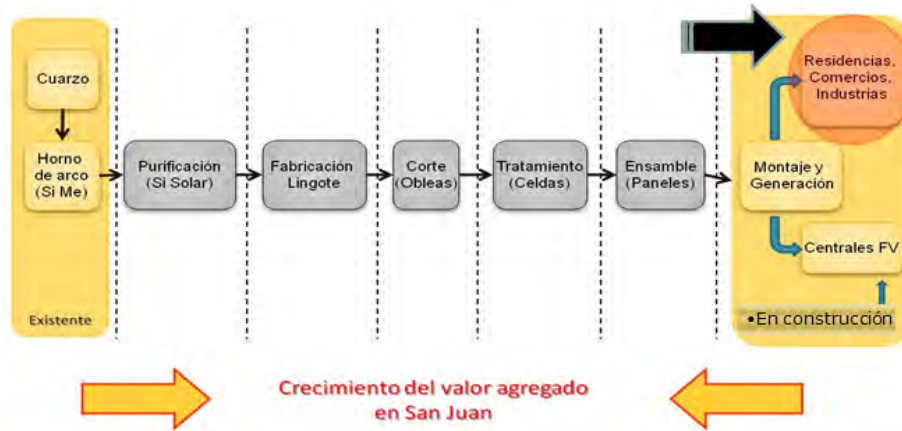 Cuarzo
Horno
de arco
(Si Me)
Existente
Purificación
(Si Solar)
Fabricación
Lingote
Corte
(Obleas)
Tratamiento
(Celdas)
Ensamble
(Paneles)
Montaje y
Generación
Residencias,
Comercios,
Industrias
Centrales FV
•En construcción
Crecimiento del valor agregado
en San Juan